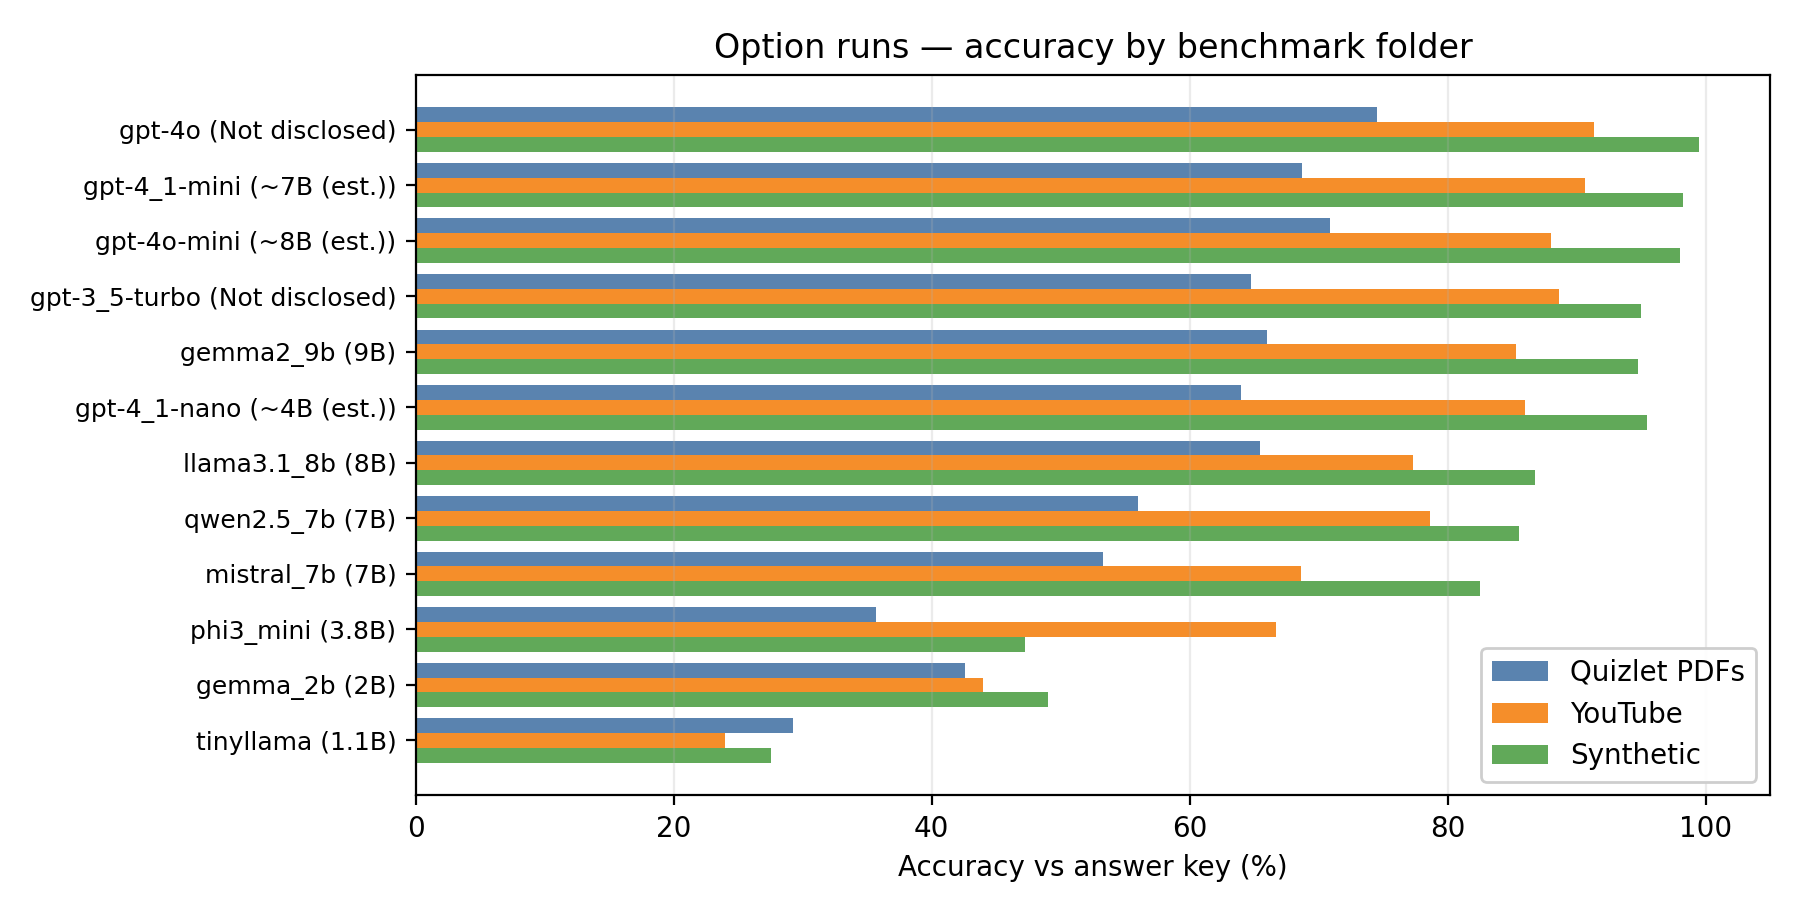 Option runs — accuracy by benchmark folder
gpt-4o (Not disclosed)
gpt-4_1-mini (~7B (est.))
gpt-4o-mini (~8B (est.))
gpt-3_5-turbo (Not disclosed)
gemma2_9b (9B)
gpt-4_1-nano (~4B (est.))
llama3.1_8b (8B)
qwen2.5_7b (7B)
mistral_7b (7B)
phi3_mini (3.8B)
gemma_2b (2B)
tinyllama (1.1B)
Quizlet PDFs
YouTube
Synthetic
0 20 40 60 80 100
Accuracy vs answer key (%)